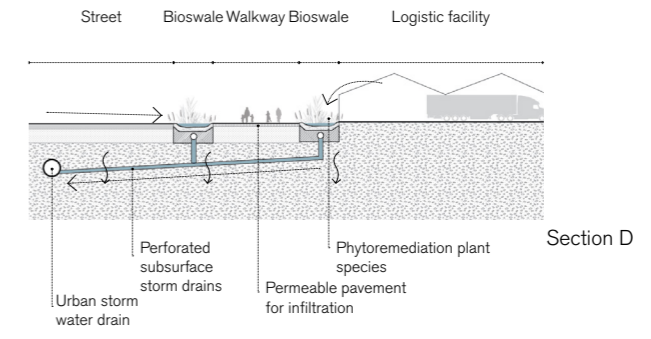 Street Bioswale Walkway Bioswale Logistic facility
Section D
Perforated
subsurface
storm drains
Phytoremediation plant
species
Permeable pavement
for infiltration
Urban storm
water drain